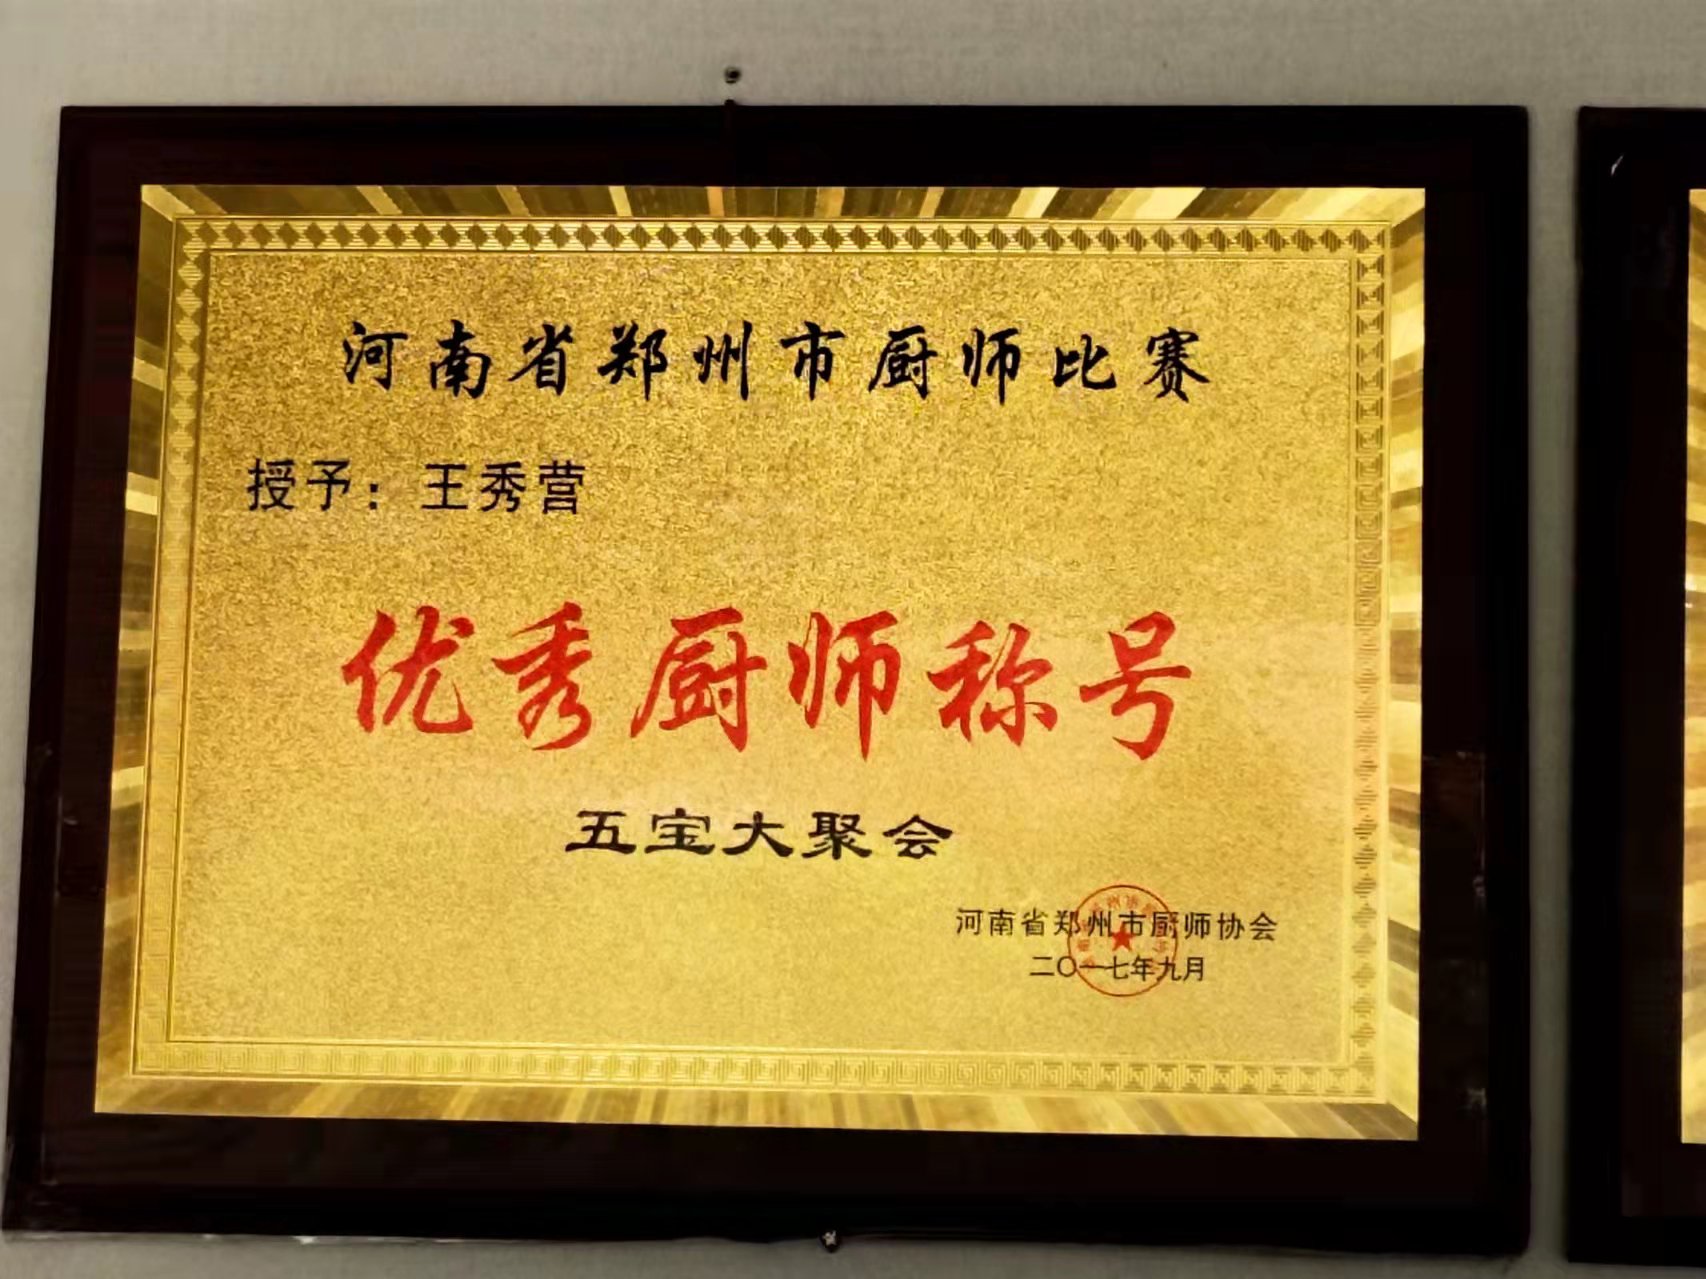 河南省郑州市厨师比赛
授予：王秀营
优秀厨师称号
五宝大聚会
河南省郑州市厨师协会
二〇一七年九月